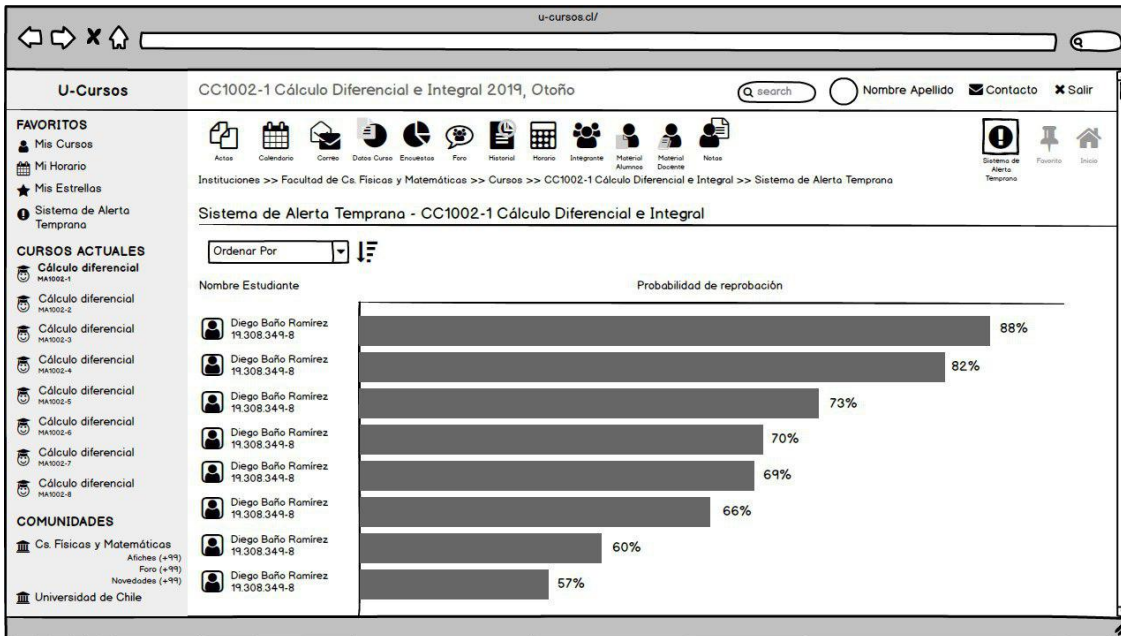 u-cursos.cl/
U-Cursos
CC1002-1 Cálculo Diferencial e Integral 2019, Otoño
search
Nombre Apellido
Contacto
Salir
FAVORITOS
Mis Cursos
Mi Horario
Mis Estrellas
Sistema de Alerta
Temprana
CURSOS ACTUALES
Cálculo diferencial
MA1002-1
Cálculo diferencial
MA1002-2
Cálculo diferencial
MA1002-3
Cálculo diferencial
MA1002-4
Cálculo diferencial
MA1002-5
Cálculo diferencial
MA1002-6
Cálculo diferencial
MA1002-7
Cálculo diferencial
MA1002-8
COMUNIDADES
Cs. Físicas y Matemáticas
Afiches (+99)
Foro (+99)
Novedades (+99)
Universidad de Chile
Actas
Calendario
Correo
Datos Curso
Encuestas
Foro
Historial
Horario
Integrante
Material
Alumnos
Material
Docente
Notas
Sistema de
Alerta
Temprana
Favorito
Inicio
Instituciones >> Facultad de Cs. Físicas y Matemáticas >> Cursos >> CC1002-1 Cálculo Diferencial e Integral >> Sistema de Alerta Temprana
Sistema de Alerta Temprana - CC1002-1 Cálculo Diferencial e Integral
Ordenar Por
Nombre Estudiante
Probabilidad de reprobación
Diego Baño Ramírez
19.308.349-8
88%
Diego Baño Ramírez
19.308.349-8
82%
Diego Baño Ramírez
19.308.349-8
73%
Diego Baño Ramírez
19.308.349-8
70%
Diego Baño Ramírez
19.308.349-8
69%
Diego Baño Ramírez
19.308.349-8
66%
Diego Baño Ramírez
19.308.349-8
60%
Diego Baño Ramírez
19.308.349-8
57%